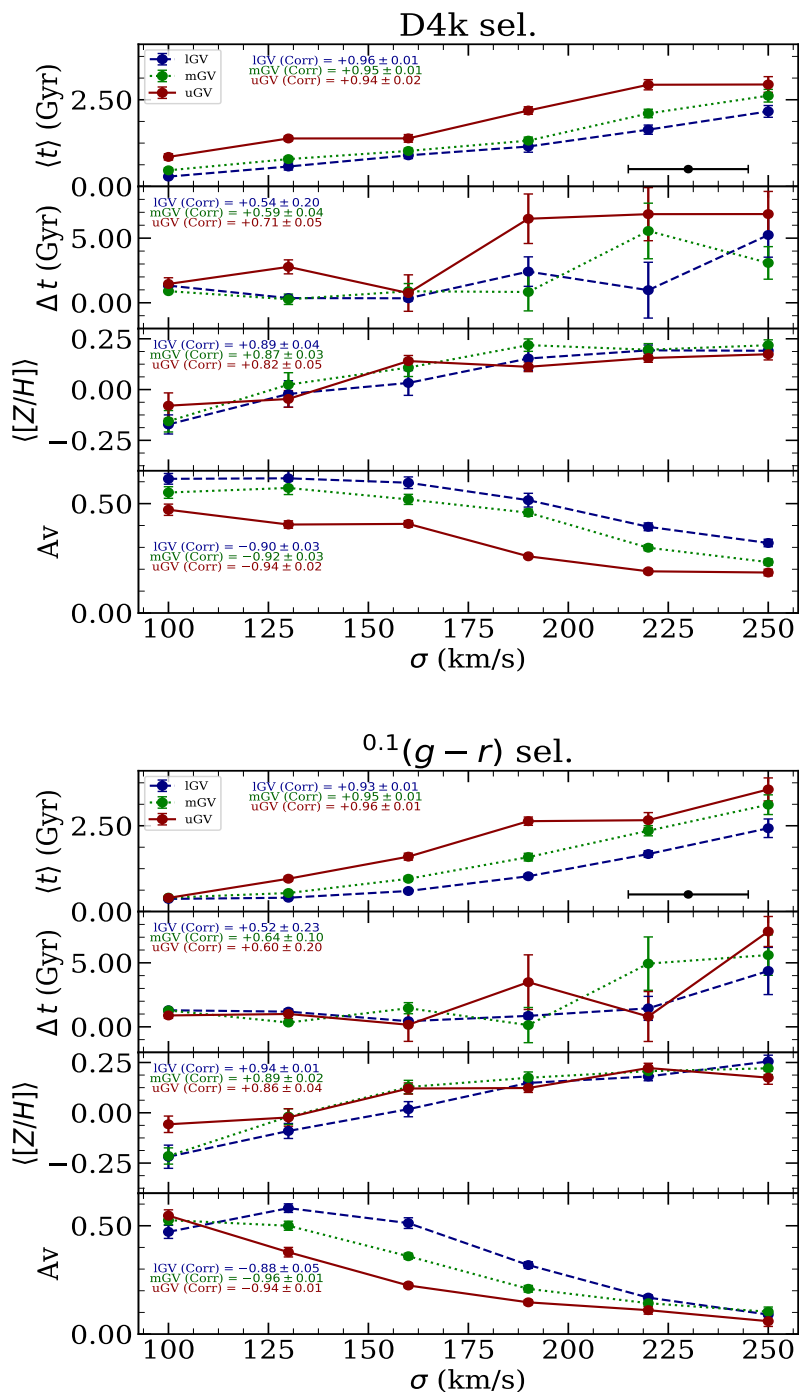 D4k sel.
lGV
mGV
uGV
lGV (Corr) = +0.96 ± 0.01
mGV (Corr) = +0.95 ± 0.01
uGV (Corr) = +0.94 ± 0.02
⟨t⟩ (Gyr)
2.50
0.00
lGV (Corr) = +0.54 ± 0.20
mGV (Corr) = +0.59 ± 0.04
uGV (Corr) = +0.71 ± 0.05
Δ t (Gyr)
5.00
0.00
lGV (Corr) = +0.89 ± 0.04
mGV (Corr) = +0.87 ± 0.03
uGV (Corr) = +0.82 ± 0.05
⟨[Z/H]⟩
0.25
0.00
−0.25
Av
0.50
lGV (Corr) = −0.90 ± 0.03
mGV (Corr) = −0.92 ± 0.03
uGV (Corr) = −0.94 ± 0.02
0.00
100 125 150 175 200 225 250
σ (km/s)
0.1(g − r) sel.
lGV
mGV
uGV
lGV (Corr) = +0.93 ± 0.01
mGV (Corr) = +0.95 ± 0.01
uGV (Corr) = +0.96 ± 0.01
⟨t⟩ (Gyr)
2.50
0.00
lGV (Corr) = +0.52 ± 0.23
mGV (Corr) = +0.64 ± 0.10
uGV (Corr) = +0.60 ± 0.20
Δ t (Gyr)
5.00
0.00
lGV (Corr) = +0.94 ± 0.01
mGV (Corr) = +0.89 ± 0.02
uGV (Corr) = +0.86 ± 0.04
⟨[Z/H]⟩
0.25
0.00
−0.25
Av
0.50
lGV (Corr) = −0.88 ± 0.05
mGV (Corr) = −0.96 ± 0.01
uGV (Corr) = −0.94 ± 0.01
0.00
100 125 150 175 200 225 250
σ (km/s)